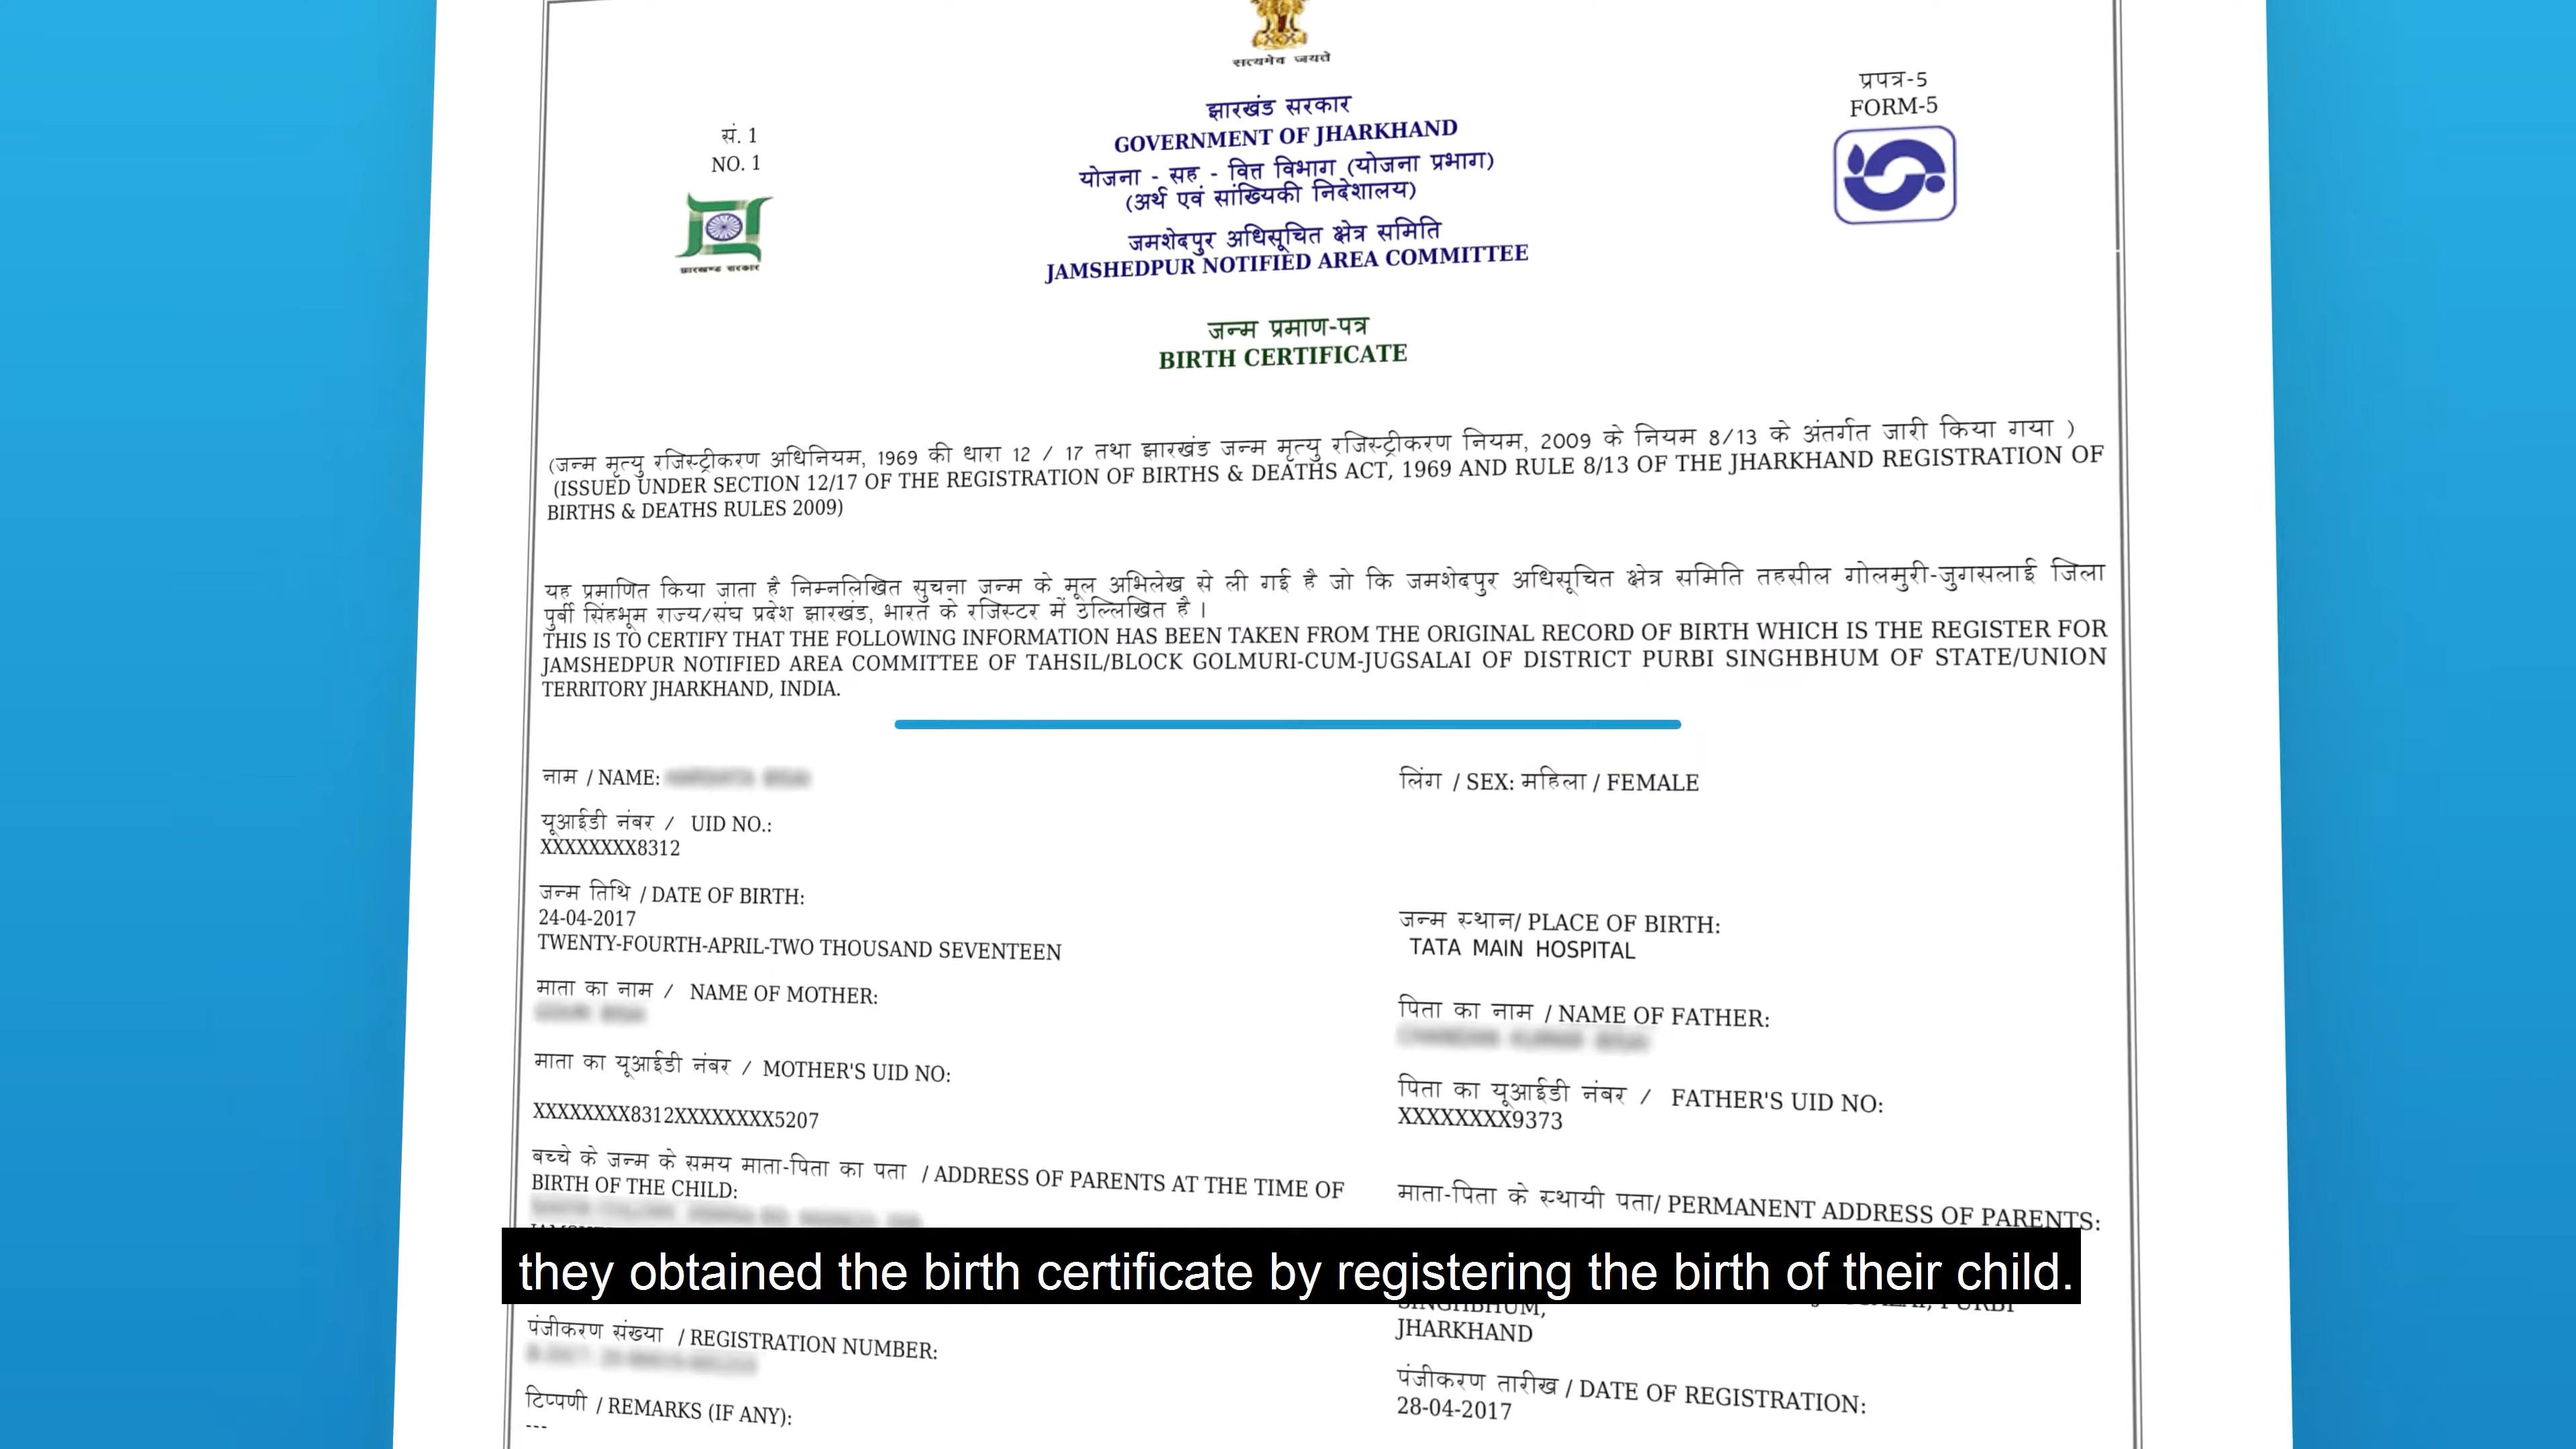 सत्यमेव जयते
प्रपत्र-5
FORM-5
सं. 1
NO. 1
झारखण्ड सरकार
झारखंड सरकार
GOVERNMENT OF JHARKHAND
योजना - सह - वित्त विभाग (योजना प्रभाग)
(अर्थ एवं सांख्यिकी निदेशालय)
जमशेदपुर अधिसूचित क्षेत्र समिति
JAMSHEDPUR NOTIFIED AREA COMMITTEE
जन्म प्रमाण-पत्र
BIRTH CERTIFICATE
(जन्म मृत्यु रजिस्ट्रीकरण अधिनियम, 1969 की धारा 12 / 17 तथा झारखंड जन्म मृत्यु रजिस्ट्रीकरण नियम, 2009 के नियम 8/13 के अंतर्गत जारी किया गया )
(ISSUED UNDER SECTION 12/17 OF THE REGISTRATION OF BIRTHS & DEATHS ACT, 1969 AND RULE 8/13 OF THE JHARKHAND REGISTRATION OF
BIRTHS & DEATHS RULES 2009)
यह प्रमाणित किया जाता है निम्नलिखित सुचना जन्म के मूल अभिलेख से ली गई है जो कि जमशेदपुर अधिसूचित क्षेत्र समिति तहसील गोलमुरी-जुगसलाई जिला
पुर्बी सिंहभूम राज्य/संघ प्रदेश झारखंड, भारत के रजिस्टर में उल्लिखित है।
THIS IS TO CERTIFY THAT THE FOLLOWING INFORMATION HAS BEEN TAKEN FROM THE ORIGINAL RECORD OF BIRTH WHICH IS THE REGISTER FOR
JAMSHEDPUR NOTIFIED AREA COMMITTEE OF TAHSIL/BLOCK GOLMURI-CUM-JUGSALAI OF DISTRICT PURBI SINGHBHUM OF STATE/UNION
TERRITORY JHARKHAND, INDIA.
नाम / NAME:
लिंग / SEX: महिला / FEMALE
यूआईडी नंबर / UID NO.:
XXXXXXXX8312
जन्म तिथि / DATE OF BIRTH:
24-04-2017
TWENTY-FOURTH-APRIL-TWO THOUSAND SEVENTEEN
जन्म स्थान/ PLACE OF BIRTH:
TATA MAIN HOSPITAL
माता का नाम / NAME OF MOTHER:
पिता का नाम / NAME OF FATHER:
माता का यूआईडी नंबर / MOTHER'S UID NO:
XXXXXXXX8312XXXXXXXX5207
पिता का यूआईडी नंबर / FATHER'S UID NO:
XXXXXXXX9373
बच्चे के जन्म के समय माता-पिता का पता / ADDRESS OF PARENTS AT THE TIME OF
BIRTH OF THE CHILD:
माता-पिता के स्थायी पता/ PERMANENT ADDRESS OF PARENTS:
they obtained the birth certificate by registering the birth of their child.
SINGHBHUM,
JHARKHAND
पंजीकरण संख्या / REGISTRATION NUMBER:
पंजीकरण तारीख / DATE OF REGISTRATION:
28-04-2017
टिप्पणी / REMARKS (IF ANY):
---